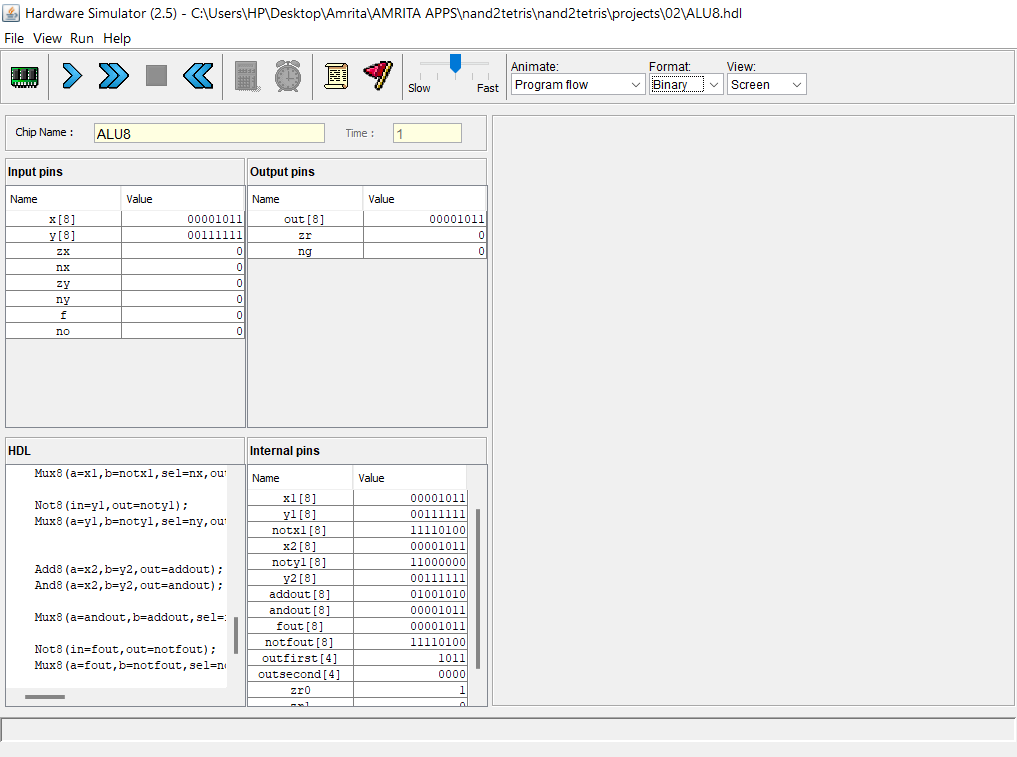 Hardware Simulator (2.5) - C:\Users\HP\Desktop\Amrita\AMRITA APPS\nand2tetris\nand2tetris\projects\02\ALU8.hdl
File View Run Help
Slow Fast
Animate: Format: View:
Program flow Binary Screen
Chip Name : ALU8 Time : 1
Input pins
Name Value
x[8] 00001011
y[8] 00111111
zx 0
nx 0
zy 0
ny 0
f 0
no 0
Output pins
Name Value
out[8] 00001011
zr 0
ng 0
HDL
Mux8(a=x1,b=notx1,sel=nx,ou
Not8(in=y1,out=noty1);
Mux8(a=y1,b=noty1,sel=ny,ou
Add8(a=x2,b=y2,out=addout);
And8(a=x2,b=y2,out=andout);
Mux8(a=andout,b=addout,sel=
Not8(in=fout,out=notfout);
Mux8(a=fout,b=notfout,sel=no
Internal pins
Name Value
x1[8] 00001011
y1[8] 00111111
notx1[8] 11110100
x2[8] 00001011
noty1[8] 11000000
y2[8] 00111111
addout[8] 01001010
andout[8] 00001011
fout[8] 00001011
notfout[8] 11110100
outfirst[4] 1011
outsecond[4] 0000
zr0 1
zr1 0